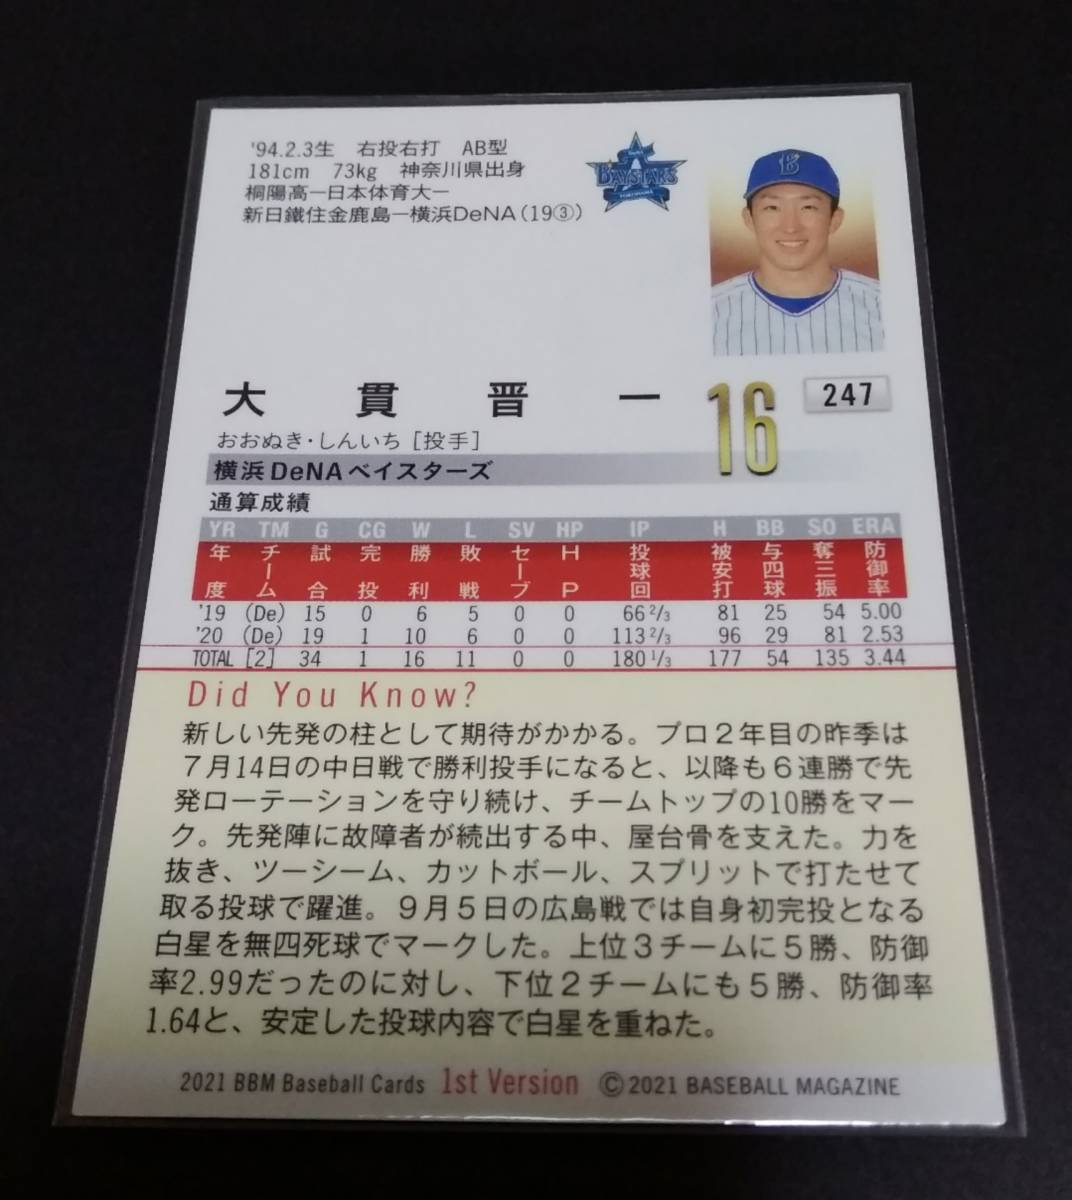 '94.2.3生 右投右打 AB型
181cm 73kg 神奈川県出身
桐陽高ー日本体育大ー
新日鐵住金鹿島ー横浜DeNA(19③)
BAYSTARS
B
大貫晋一
16
247
おおぬき・しんいち [投手]
横浜DeNAベイスターズ
通算成績
YR TM G CG W L SV HP IP H BB SO ERA
年度 チーム 試合 完投 勝利 敗戦 セーブ HP 投球回 被安打 与四球 奪三振 防御率
'19 (De) 15 0 6 5 0 0 66 2/3 81 25 54 5.00
'20 (De) 19 1 10 6 0 0 113 2/3 96 29 81 2.53
TOTAL [2] 34 1 16 11 0 0 180 1/3 177 54 135 3.44
Did You Know?
新しい先発の柱として期待がかかる。プロ2年目の昨季は
7月14日の中日戦で勝利投手になると、以降も6連勝で先
発ローテーションを守り続け、チームトップの10勝をマー
ク。先発陣に故障者が続出する中、屋台骨を支えた。力を
抜き、ツーシーム、カットボール、スプリットで打たせて
取る投球で躍進。9月5日の広島戦では自身初完投となる
白星を無四死球でマークした。上位3チームに5勝、防御
率2.99だったのに対し、下位2チームにも5勝、防御率
1.64と、安定した投球内容で白星を重ねた。
2021 BBM Baseball Cards 1st Version ©2021 BASEBALL MAGAZINE